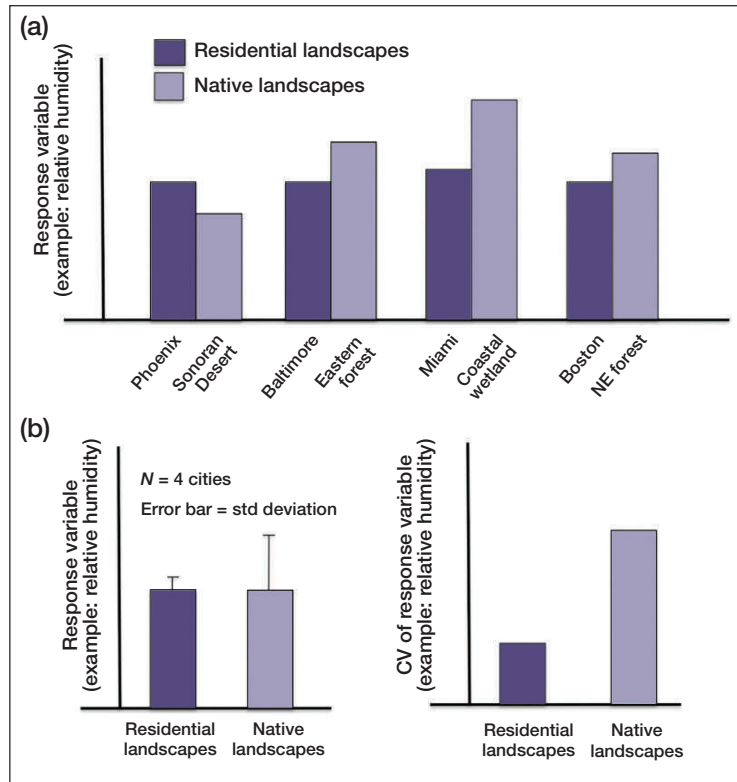 (a)
Response variable
(example: relative humidity)
Residential landscapes
Native landscapes
Phoenix
Sonoran
Desert
Baltimore
Eastern
forest
Miami
Coastal
wetland
Boston
NE forest
(b)
Response variable
(example: relative humidity)
N = 4 cities
Error bar = std deviation
Residential
landscapes
Native
landscapes
CV of response variable
(example: relative humidity)
Residential
landscapes
Native
landscapes